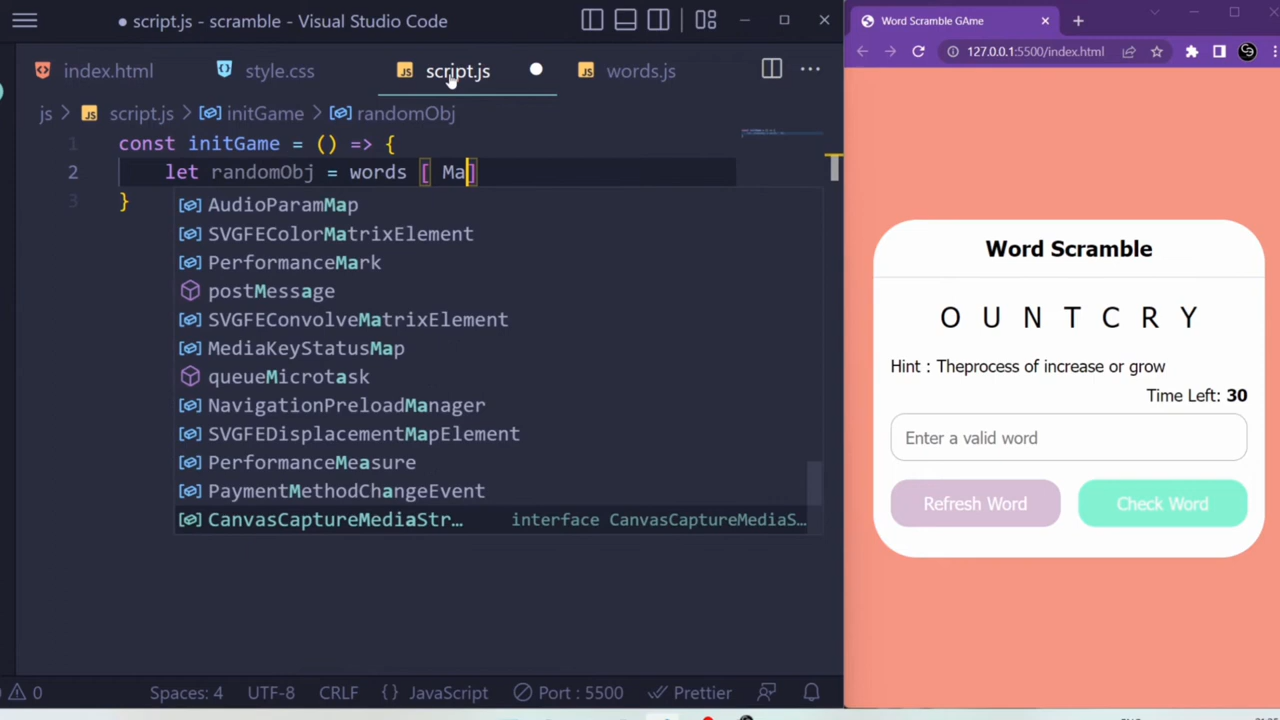 script.js - scramble - Visual Studio Code
index.html
style.css
JS script.js
JS words.js
js > JS script.js > initGame > randomObj
1 const initGame = () => {
2 let randomObj = words [ Ma]
3 }
AudioParamMap
SVGFEColorMatrixElement
PerformanceMark
postMessage
SVGFEConvolveMatrixElement
MediaKeyStatusMap
queueMicrotask
NavigationPreloadManager
SVGFEDisplacementMapElement
PerformanceMeasure
PaymentMethodChangeEvent
CanvasCaptureMediaStr… interface CanvasCaptureMediaS…
0
Spaces: 4
UTF-8
CRLF
{} JavaScript
Port : 5500
Prettier
Word Scramble GAme
127.0.0.1:5500/index.html
Word Scramble
O U N T C R Y
Hint : Theprocess of increase or grow
Time Left: 30
Enter a valid word
Refresh Word
Check Word